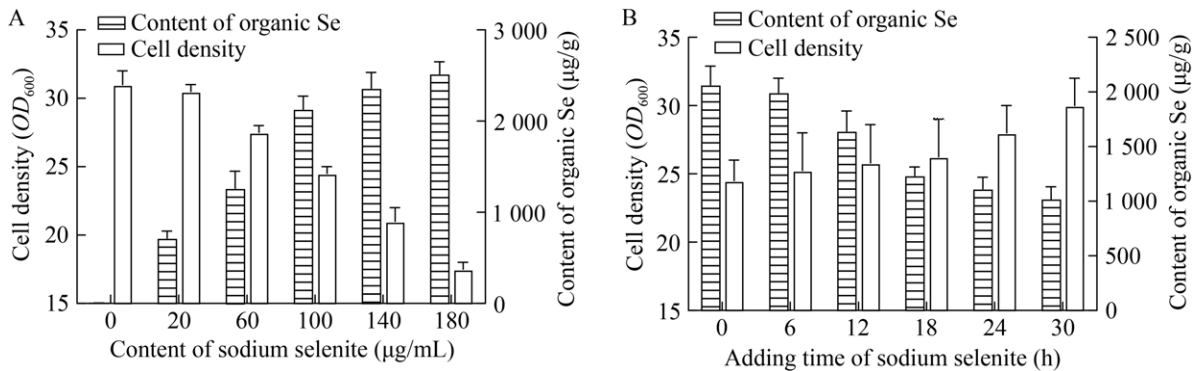 A
Content of organic Se
Cell density
35
30
25
20
15
Cell density (OD600)
3 000
2 000
1 000
0
Content of organic Se (μg/g)
0 20 60 100 140 180
Content of sodium selenite (μg/mL)
B
Content of organic Se
Cell density
35
30
25
20
15
Cell density (OD600)
2 500
2 000
1 500
1 000
500
0
Content of organic Se (μg/g)
0 6 12 18 24 30
Adding time of sodium selenite (h)